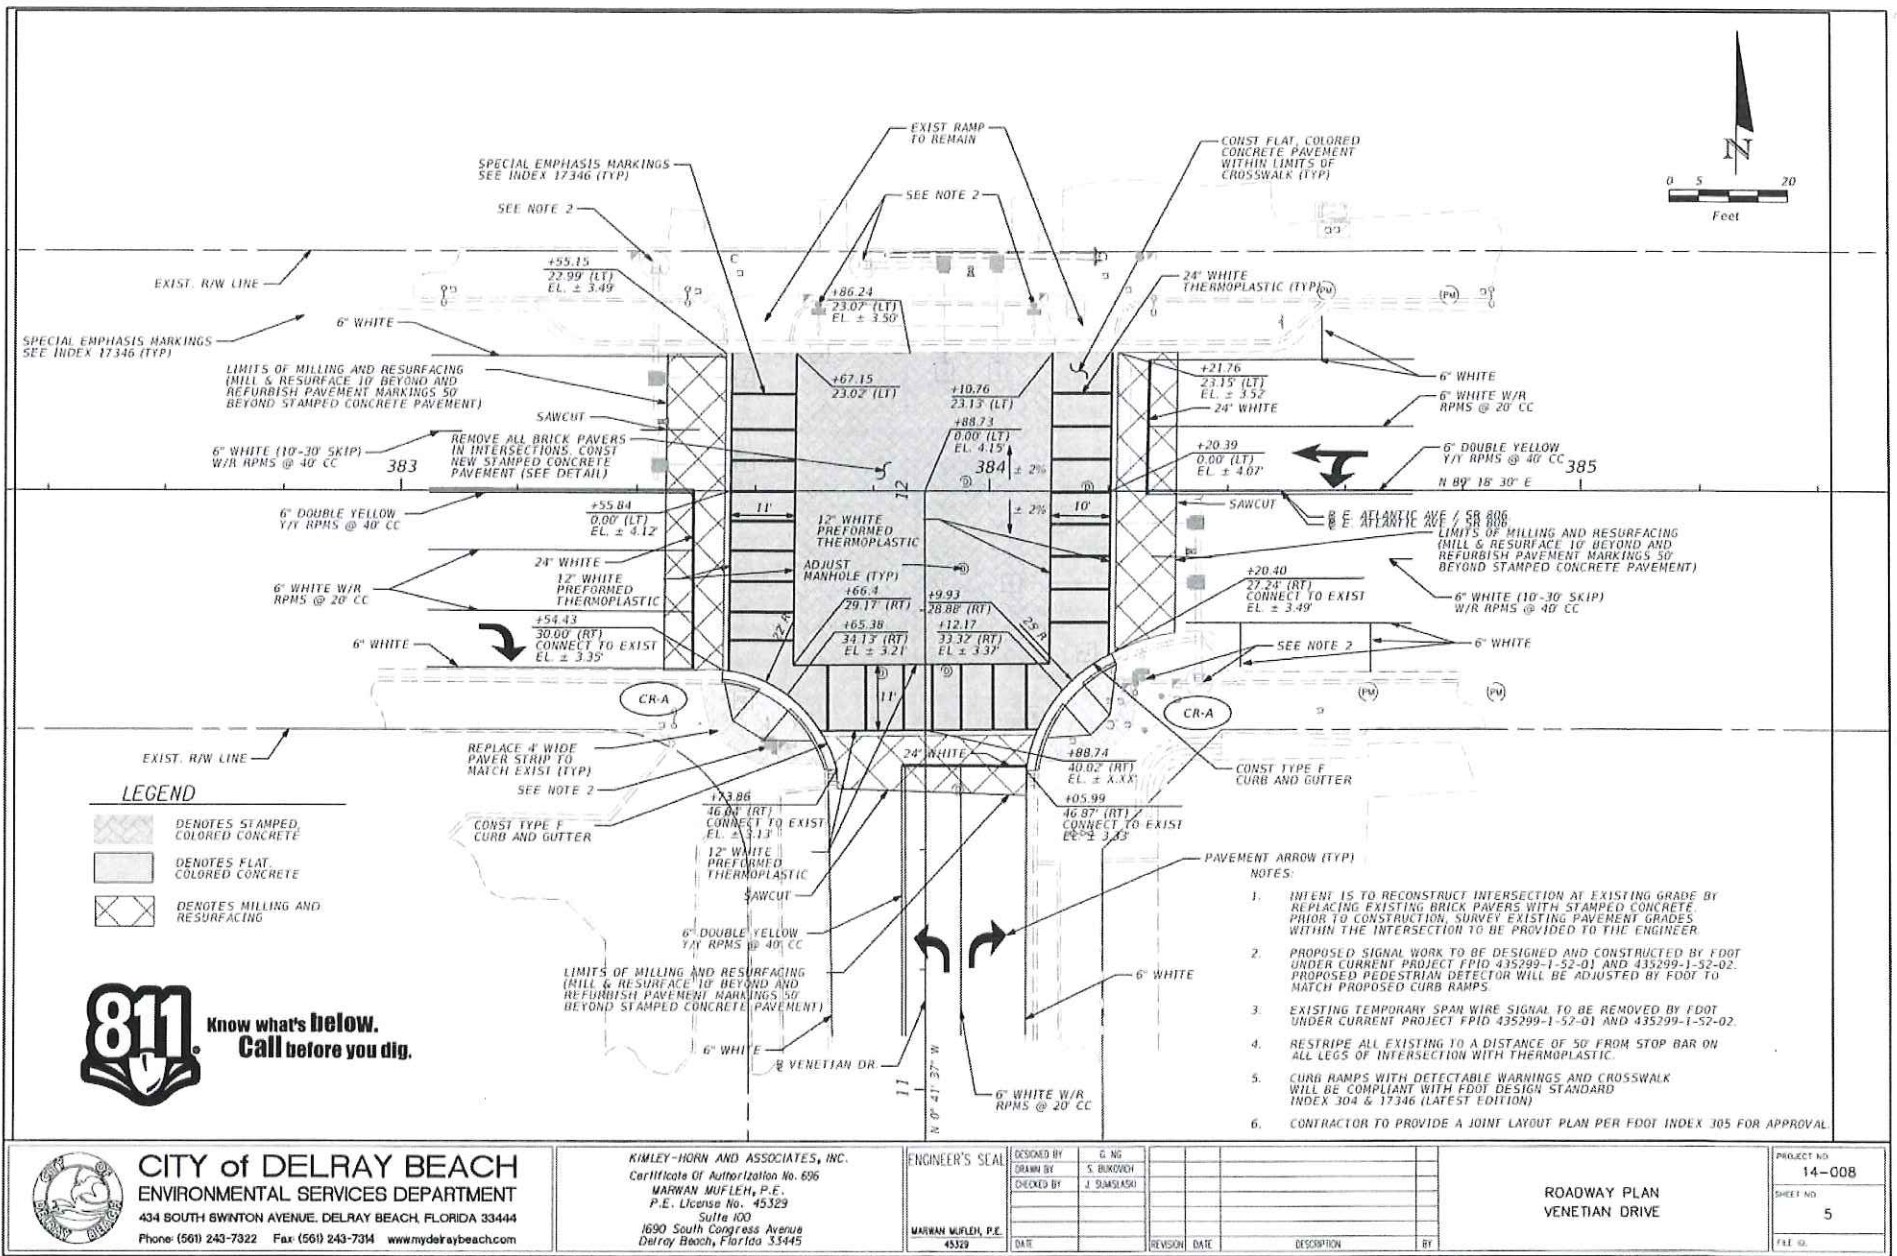 EXIST RAMP
TO REMAIN
CONST FLAT, COLORED
CONCRETE PAVEMENT
WITHIN LIMITS OF
CROSSWALK (TYP)
N
0 5 20
Feet
SPECIAL EMPHASIS MARKINGS
SEE INDEX 17346 (TYP)
SEE NOTE 2
SEE NOTE 2
EXIST. R/W LINE
+55.15
22.99' (LT)
EL. ± 3.49
+86.24
23.07' (LT)
EL. ± 3.50'
24" WHITE
THERMOPLASTIC (TYP)
6" WHITE
SPECIAL EMPHASIS MARKINGS
SEE INDEX 17346 (TYP)
LIMITS OF MILLING AND RESURFACING
(MILL & RESURFACE 10' BEYOND AND
REFURBISH PAVEMENT MARKINGS 50'
BEYOND STAMPED CONCRETE PAVEMENT)
+67.15
23.02' (LT)
+10.76
23.13' (LT)
+21.76
23.15' (LT)
EL. ± 3.52'
24" WHITE
6" WHITE
6" WHITE W/R
RPMS @ 20' CC
SAWCUT
6" WHITE (10'-30' SKIP)
W/R RPMS @ 40' CC
REMOVE ALL BRICK PAVERS
IN INTERSECTIONS. CONST
NEW STAMPED CONCRETE
PAVEMENT (SEE DETAIL)
+88.73
0.00' (LT)
EL. 4.15'
+20.39
0.00' (LT)
EL. ± 4.07'
6" DOUBLE YELLOW
Y/Y RPMS @ 40' CC
383
384
385
± 2%
± 2%
N 89° 18' 30" E
12
6" DOUBLE YELLOW
Y/Y RPMS @ 40' CC
+55.84
0.00' (LT)
EL. ± 4.12'
11'
10'
12" WHITE
PREFORMED
THERMOPLASTIC
SAWCUT
℄ E. ATLANTIC AVE / SR 806
℄ E. ATLANTIC AVE / SR 806
LIMITS OF MILLING AND RESURFACING
(MILL & RESURFACE 10' BEYOND AND
REFURBISH PAVEMENT MARKINGS 50'
BEYOND STAMPED CONCRETE PAVEMENT)
24" WHITE
12" WHITE
PREFORMED
THERMOPLASTIC
ADJUST
MANHOLE (TYP)
6" WHITE W/R
RPMS @ 20' CC
+20.40
27.24' (RT)
CONNECT TO EXIST
EL. ± 3.49'
6" WHITE (10'-30' SKIP)
W/R RPMS @ 40' CC
+66.4
29.17' (RT)
+9.93
28.88' (RT)
+54.43
30.00' (RT)
CONNECT TO EXIST
EL. ± 3.35'
22' R
+65.38
34.13' (RT)
EL ± 3.21'
+12.17
33.32' (RT)
EL ± 3.37'
25' R
6" WHITE
SEE NOTE 2
6" WHITE
CR-A
11'
CR-A
EXIST. R/W LINE
REPLACE 4' WIDE
PAVER STRIP TO
MATCH EXIST (TYP)
SEE NOTE 2
24" WHITE
+88.74
40.02' (RT)
EL. ± X.XX'
CONST TYPE F
CURB AND GUTTER
LEGEND
DENOTES STAMPED,
COLORED CONCRETE
DENOTES FLAT.
COLORED CONCRETE
DENOTES MILLING AND
RESURFACING
CONST TYPE F
CURB AND GUTTER
+73.86
46.04' (RT)
CONNECT TO EXIST
EL. ± 3.13'
+05.99
46.87' (RT)
CONNECT TO EXIST
EL. ± 3.33'
12" WHITE
PREFORMED
THERMOPLASTIC
SAWCUT
PAVEMENT ARROW (TYP)
6" DOUBLE YELLOW
Y/Y RPMS @ 40' CC
LIMITS OF MILLING AND RESURFACING
(MILL & RESURFACE 10' BEYOND AND
REFURBISH PAVEMENT MARKINGS 50'
BEYOND STAMPED CONCRETE PAVEMENT)
6" WHITE
6" WHITE
℄ VENETIAN DR.
11
N 0° 41' 37" W
6" WHITE W/R
RPMS @ 20' CC
NOTES:
1. INTENT IS TO RECONSTRUCT INTERSECTION AT EXISTING GRADE BY
REPLACING EXISTING BRICK PAVERS WITH STAMPED CONCRETE.
PRIOR TO CONSTRUCTION, SURVEY EXISTING PAVEMENT GRADES
WITHIN THE INTERSECTION TO BE PROVIDED TO THE ENGINEER.
2. PROPOSED SIGNAL WORK TO BE DESIGNED AND CONSTRUCTED BY FDOT
UNDER CURRENT PROJECT FPID 435299-1-52-01 AND 435299-1-52-02.
PROPOSED PEDESTRIAN DETECTOR WILL BE ADJUSTED BY FDOT TO
MATCH PROPOSED CURB RAMPS.
3. EXISTING TEMPORARY SPAN WIRE SIGNAL TO BE REMOVED BY FDOT
UNDER CURRENT PROJECT FPID 435299-1-52-01 AND 435299-1-52-02.
4. RESTRIPE ALL EXISTING TO A DISTANCE OF 50' FROM STOP BAR ON
ALL LEGS OF INTERSECTION WITH THERMOPLASTIC.
5. CURB RAMPS WITH DETECTABLE WARNINGS AND CROSSWALK
WILL BE COMPLIANT WITH FDOT DESIGN STANDARD
INDEX 304 & 17346 (LATEST EDITION)
6. CONTRACTOR TO PROVIDE A JOINT LAYOUT PLAN PER FDOT INDEX 305 FOR APPROVAL.
811
Know what's below.
Call before you dig.
CITY OF DELRAY BEACH
CITY of DELRAY BEACH
ENVIRONMENTAL SERVICES DEPARTMENT
434 SOUTH SWINTON AVENUE, DELRAY BEACH, FLORIDA 33444
Phone: (561) 243-7322 Fax: (561) 243-7314 www.mydelraybeach.com
KIMLEY-HORN AND ASSOCIATES, INC.
Certificate Of Authorization No. 696
MARWAN MUFLEH, P.E.
P.E. License No. 45329
Suite 100
1690 South Congress Avenue
Delray Beach, Florida 33445
ENGINEER'S SEAL
MARWAN MUFLEH, P.E.
45329
DESIGNED BY G. NG
DRAWN BY S. BUKOVICH
CHECKED BY
DATE
REVISION DATE DESCRIPTION BY
ROADWAY PLAN
VENETIAN DRIVE
PROJECT NO.
14-008
SHEET NO.
5
FILE ID.